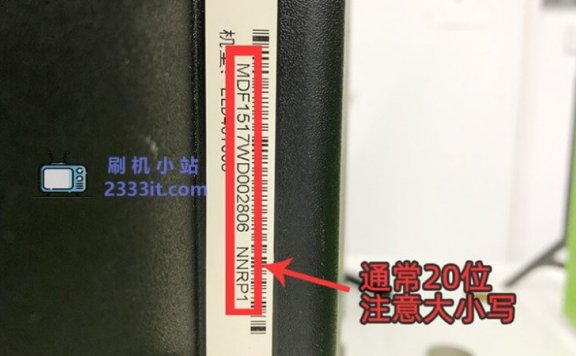 机型:
MDF1517WD002806 NNRP1
刷机小站
2333it.com
通常20位
注意大小写